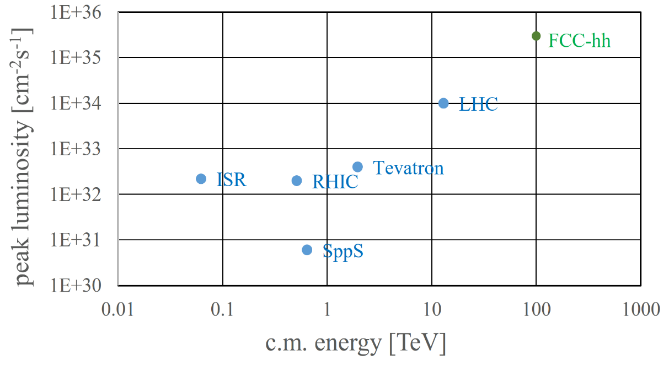 1E+36
1E+35
1E+34
1E+33
1E+32
1E+31
1E+30
peak luminosity [cm⁻²s⁻¹]
FCC-hh
LHC
Tevatron
ISR
RHIC
SppS
0.01 0.1 1 10 100 1000
c.m. energy [TeV]